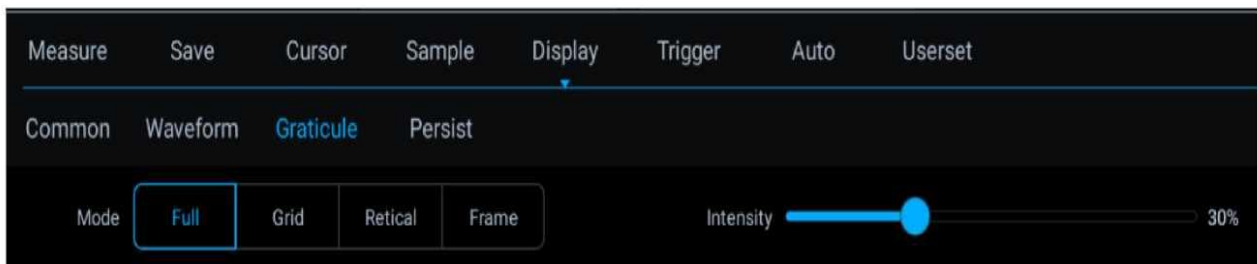 Measure Save Cursor Sample Display Trigger Auto Userset
Common Waveform Graticule Persist
Mode Full Grid Retical Frame Intensity 30%